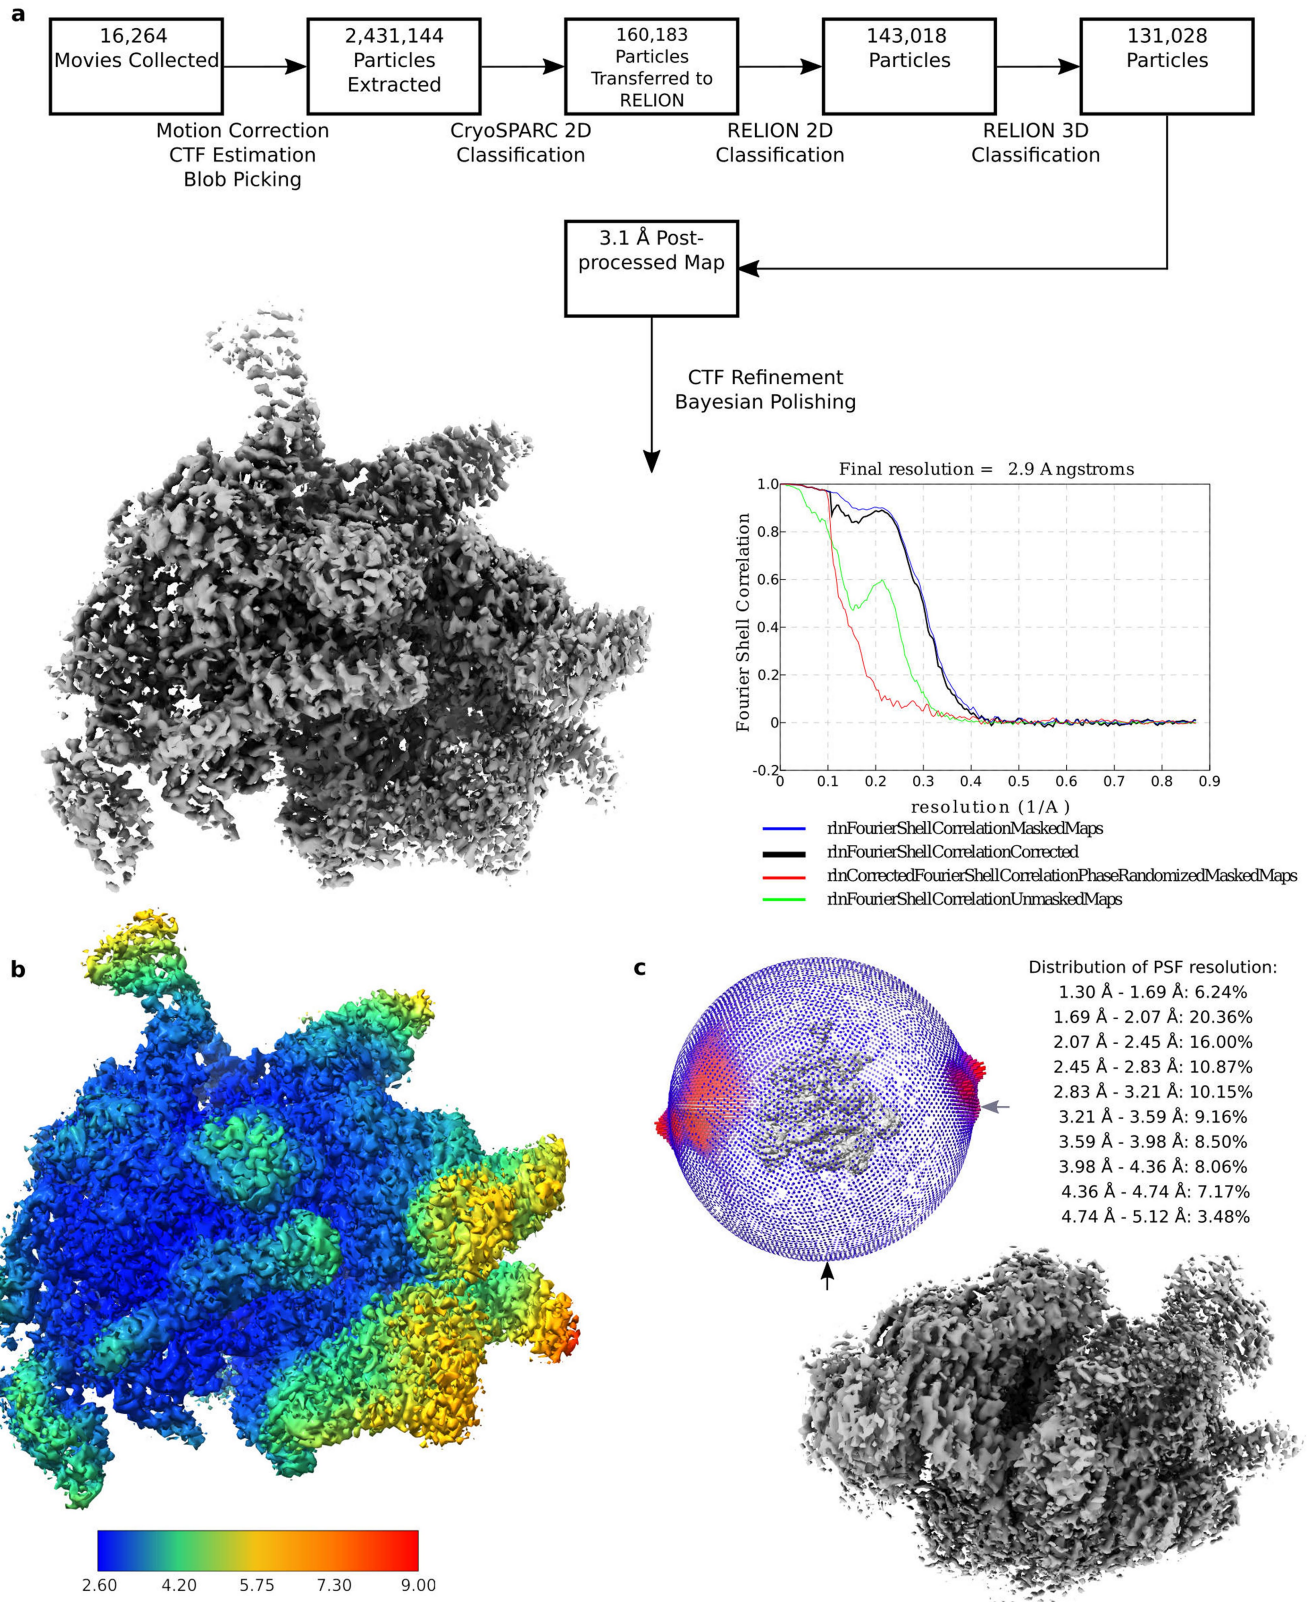 a
16,264
Movies Collected
2,431,144
Particles
Extracted
160,183
Particles
Transferred to
RELION
143,018
Particles
131,028
Particles
Motion Correction
CTF Estimation
Blob Picking
CryoSPARC 2D
Classification
RELION 2D
Classification
RELION 3D
Classification
3.1 Å Post-
processed Map
CTF Refinement
Bayesian Polishing
Final resolution = 2.9 Angstroms
Fourier Shell Correlation
1.0
0.8
0.6
0.4
0.2
0
-0.2
0 0.1 0.2 0.3 0.4 0.5 0.6 0.7 0.8 0.9
resolution (1/A)
rlnFourierShellCorrelationMaskedMaps
rlnFourierShellCorrelationCorrected
rlnCorrectedFourierShellCorrelationPhaseRandomizedMaskedMaps
rlnFourierShellCorrelationUnmaskedMaps
b
2.60 4.20 5.75 7.30 9.00
c
Distribution of PSF resolution:
1.30 Å - 1.69 Å: 6.24%
1.69 Å - 2.07 Å: 20.36%
2.07 Å - 2.45 Å: 16.00%
2.45 Å - 2.83 Å: 10.87%
2.83 Å - 3.21 Å: 10.15%
3.21 Å - 3.59 Å: 9.16%
3.59 Å - 3.98 Å: 8.50%
3.98 Å - 4.36 Å: 8.06%
4.36 Å - 4.74 Å: 7.17%
4.74 Å - 5.12 Å: 3.48%